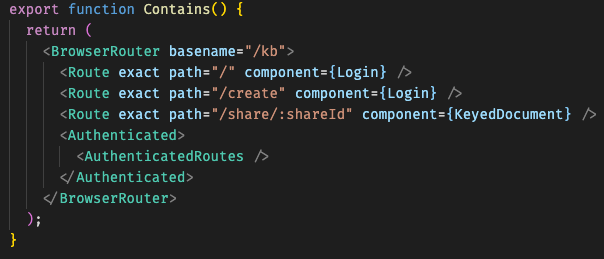 export function Contains() {
  return (
    <BrowserRouter basename="/kb">
      <Route exact path="/" component={Login} />
      <Route exact path="/create" component={Login} />
      <Route exact path="/share/:shareId" component={KeyedDocument} />
      <Authenticated>
        <AuthenticatedRoutes />
      </Authenticated>
    </BrowserRouter>
  );
}